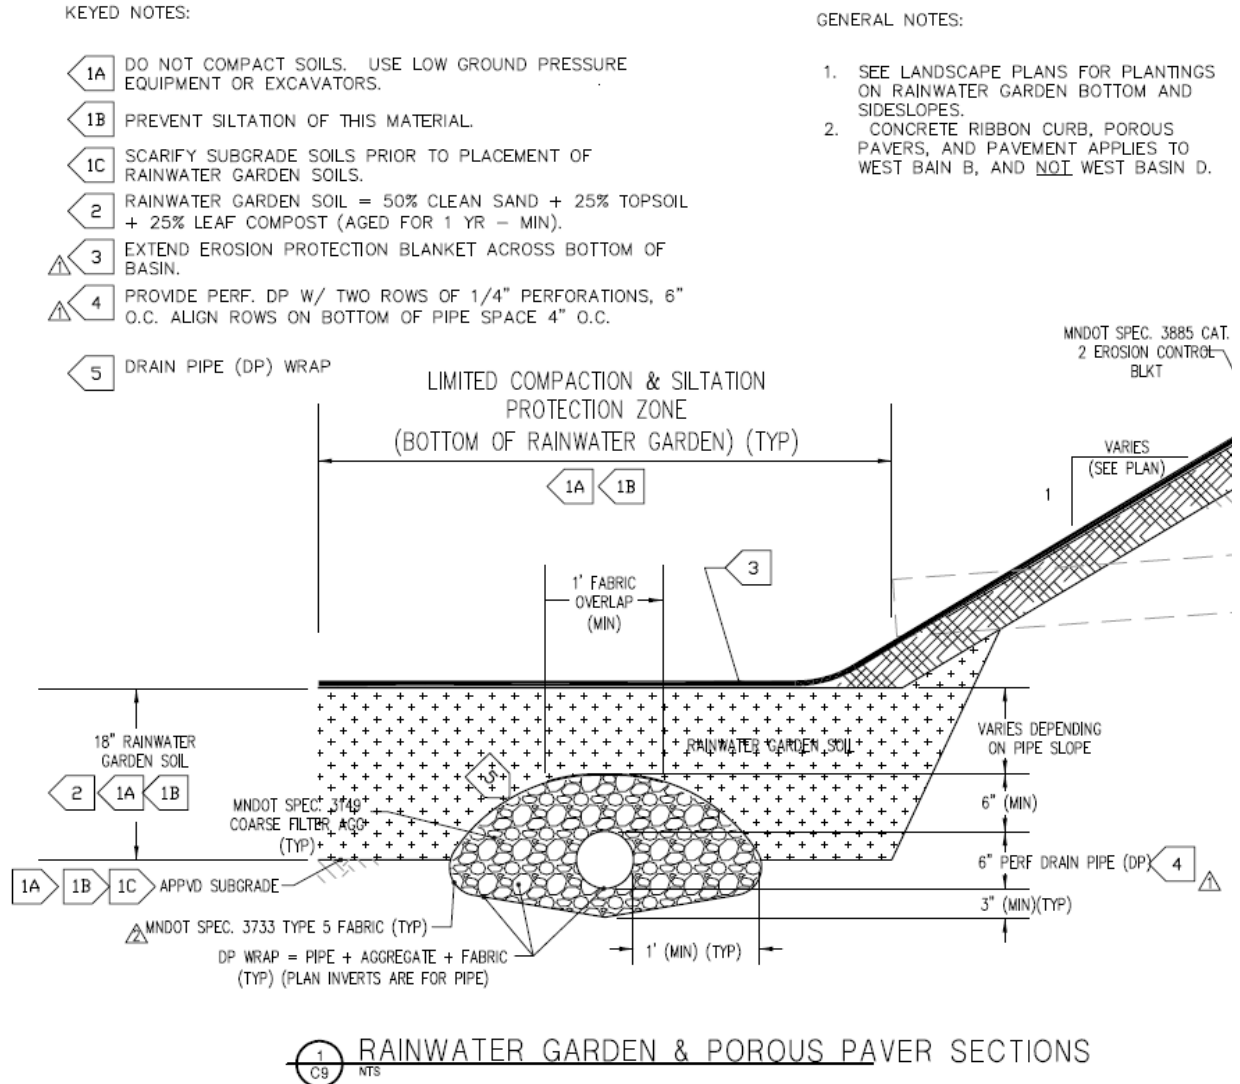 KEYED NOTES:
1A DO NOT COMPACT SOILS. USE LOW GROUND PRESSURE
EQUIPMENT OR EXCAVATORS.
1B PREVENT SILTATION OF THIS MATERIAL.
1C SCARIFY SUBGRADE SOILS PRIOR TO PLACEMENT OF
RAINWATER GARDEN SOILS.
2 RAINWATER GARDEN SOIL = 50% CLEAN SAND + 25% TOPSOIL
+ 25% LEAF COMPOST (AGED FOR 1 YR - MIN).
1 3 EXTEND EROSION PROTECTION BLANKET ACROSS BOTTOM OF
BASIN.
1 4 PROVIDE PERF. DP W/ TWO ROWS OF 1/4" PERFORATIONS, 6"
O.C. ALIGN ROWS ON BOTTOM OF PIPE SPACE 4" O.C.
5 DRAIN PIPE (DP) WRAP
GENERAL NOTES:
1. SEE LANDSCAPE PLANS FOR PLANTINGS
ON RAINWATER GARDEN BOTTOM AND
SIDESLOPES.
2. CONCRETE RIBBON CURB, POROUS
PAVERS, AND PAVEMENT APPLIES TO
WEST BAIN B, AND NOT WEST BASIN D.
MNDOT SPEC. 3885 CAT.
2 EROSION CONTROL
BLKT
LIMITED COMPACTION & SILTATION
PROTECTION ZONE
(BOTTOM OF RAINWATER GARDEN) (TYP)
1A 1B
VARIES
(SEE PLAN)
1
3
1' FABRIC
OVERLAP
(MIN)
18" RAINWATER
GARDEN SOIL
2 1A 1B
RAINWATER GARDEN SOIL
VARIES DEPENDING
ON PIPE SLOPE
5
MNDOT SPEC. 3149
COARSE FILTER AGG
(TYP)
6" (MIN)
6" PERF DRAIN PIPE (DP) 4
1
3" (MIN)(TYP)
1A 1B 1C APPVD SUBGRADE
2 MNDOT SPEC. 3733 TYPE 5 FABRIC (TYP)
DP WRAP = PIPE + AGGREGATE + FABRIC
(TYP) (PLAN INVERTS ARE FOR PIPE)
1' (MIN) (TYP)
1
C9
RAINWATER GARDEN & POROUS PAVER SECTIONS
NTS